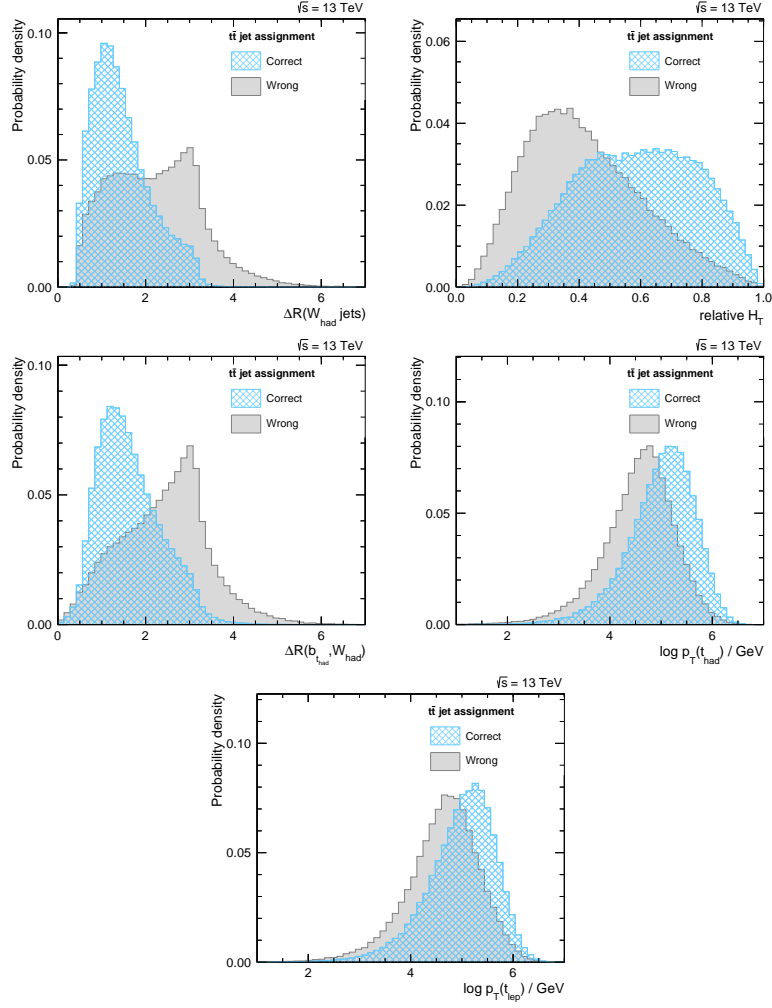 √s = 13 TeV
Probability density
0.10
0.05
0.00
tt̄ jet assignment
Correct
Wrong
0 2 4 6
ΔR(W_had jets)
√s = 13 TeV
Probability density
0.06
0.04
0.02
0.00
tt̄ jet assignment
Correct
Wrong
0.0 0.2 0.4 0.6 0.8 1.0
relative H_T
√s = 13 TeV
Probability density
0.10
0.05
0.00
tt̄ jet assignment
Correct
Wrong
0 2 4 6
ΔR(b_t_had,W_had)
√s = 13 TeV
Probability density
0.10
0.05
0.00
tt̄ jet assignment
Correct
Wrong
2 4 6
log p_T(t_had) / GeV
√s = 13 TeV
Probability density
0.10
0.05
0.00
tt̄ jet assignment
Correct
Wrong
2 4 6
log p_T(t_lep) / GeV